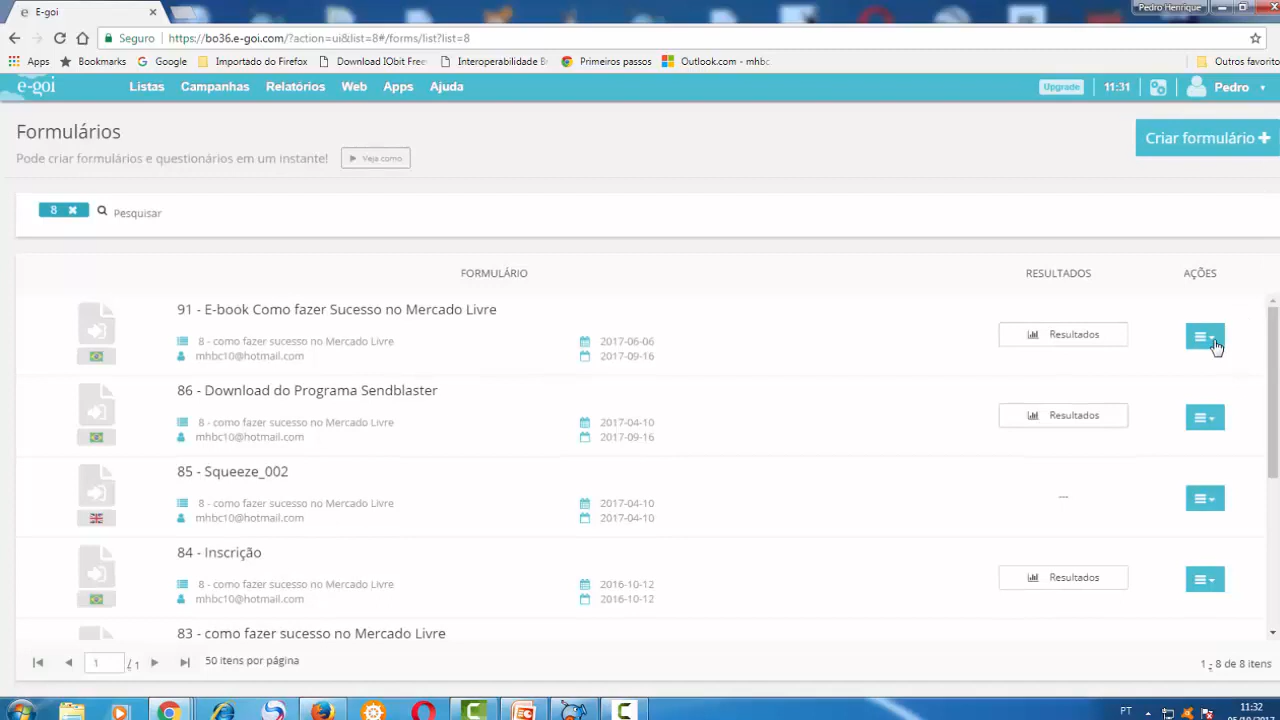 E-goi
Pedro Henrique
Seguro https://bo36.e-goi.com/?action=ui&list=8#/forms/list?list=8
Apps Bookmarks Google Importado do Firefox Download IObit Free Interoperabilidade Primeiros passos Outlook.com - mhbc Outros favorito
e-goi Listas Campanhas Relatórios Web Apps Ajuda Upgrade 11:31 Pedro
Formulários
Criar formulário
Pode criar formulários e questionários em um instante! Veja como
8 x Pesquisar
FORMULÁRIO RESULTADOS AÇÕES
91 - E-book Como fazer Sucesso no Mercado Livre
8 - como fazer sucesso no Mercado Livre 2017-06-06 Resultados
mhbc10@hotmail.com 2017-09-16
86 - Download do Programa Sendblaster
8 - como fazer sucesso no Mercado Livre 2017-04-10 Resultados
mhbc10@hotmail.com 2017-09-16
85 - Squeeze_002
8 - como fazer sucesso no Mercado Livre 2017-04-10 ---
mhbc10@hotmail.com 2017-04-10
84 - Inscrição
8 - como fazer sucesso no Mercado Livre 2016-10-12 Resultados
mhbc10@hotmail.com 2016-10-12
83 - como fazer sucesso no Mercado Livre
1 / 1 50 itens por página 1 - 8 de 8 itens
PT 11:32